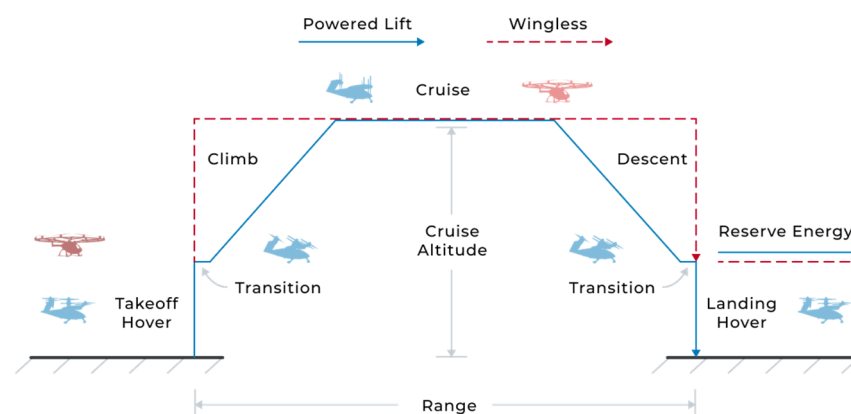 Powered Lift
Wingless
Cruise
Climb
Descent
Cruise
Altitude
Reserve Energy
Transition
Transition
Takeoff
Hover
Landing
Hover
Range